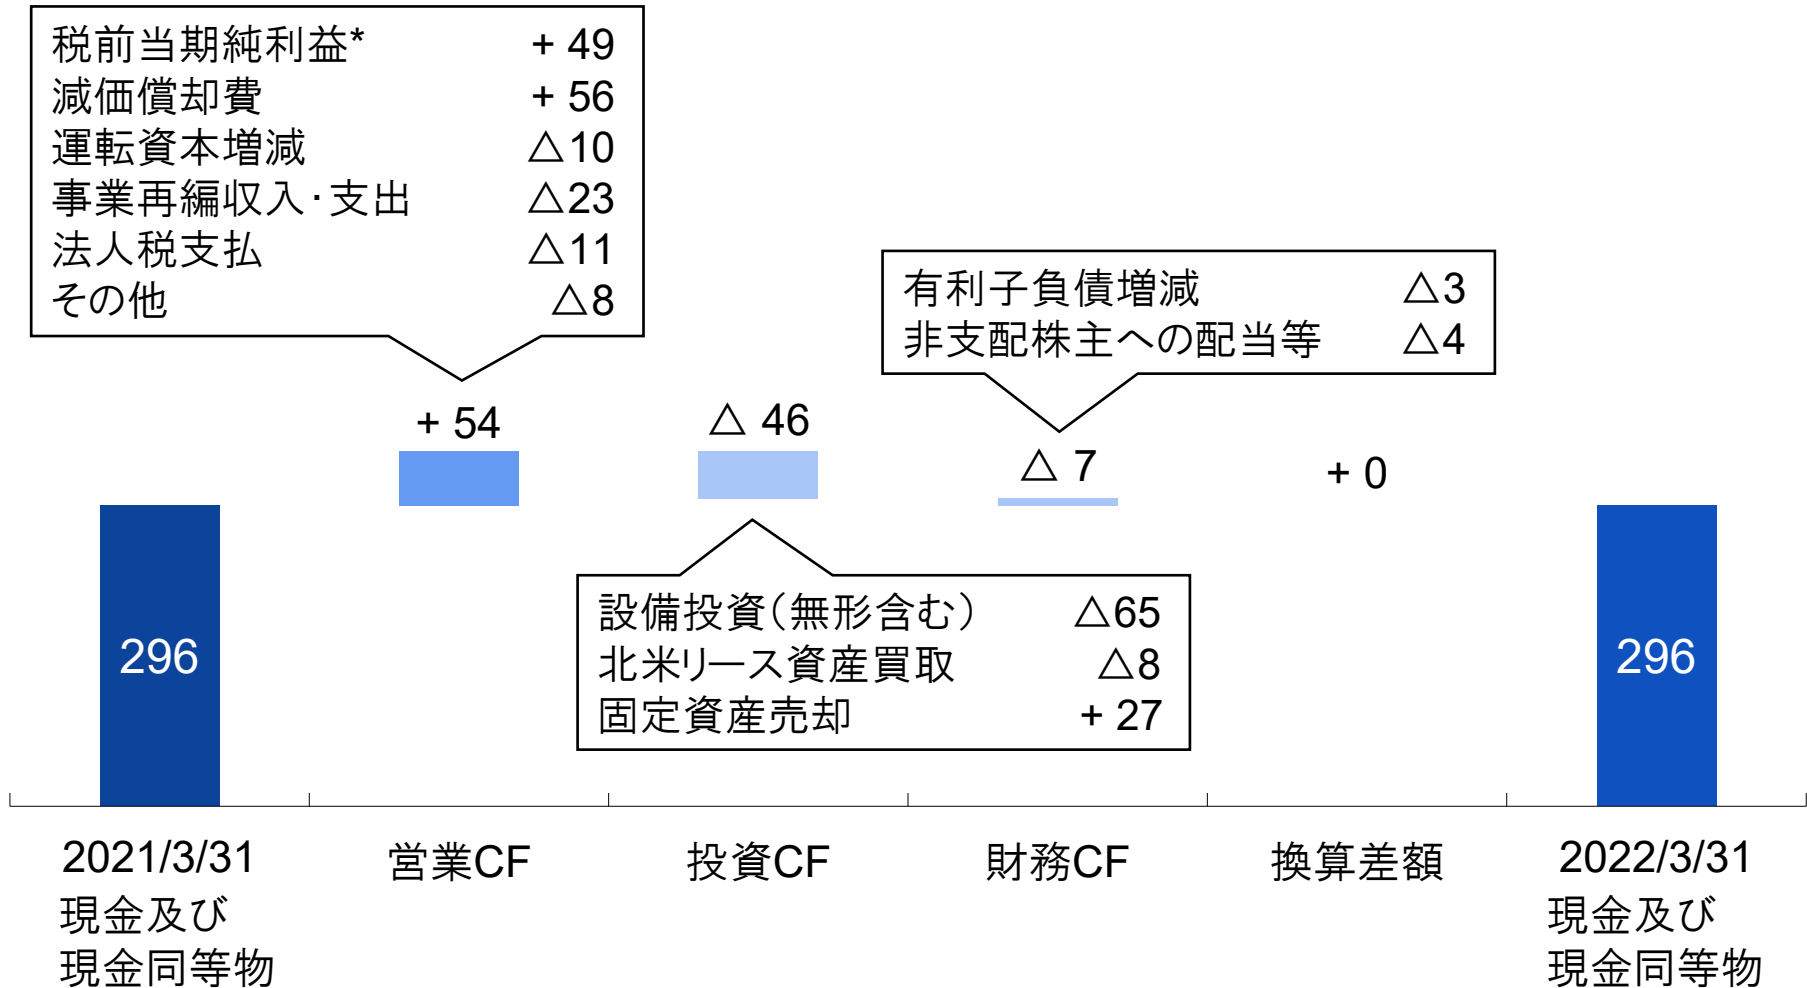 税前当期純利益* + 49
減価償却費 + 56
運転資本増減 △10
事業再編収入・支出 △23
法人税支払 △11
その他 △8
有利子負債増減 △3
非支配株主への配当等 △4
+ 54
△ 46
△ 7
+ 0
設備投資(無形含む) △65
北米リース資産買取 △8
固定資産売却 + 27
296
296
2021/3/31
現金及び
現金同等物
営業CF
投資CF
財務CF
換算差額
2022/3/31
現金及び
現金同等物